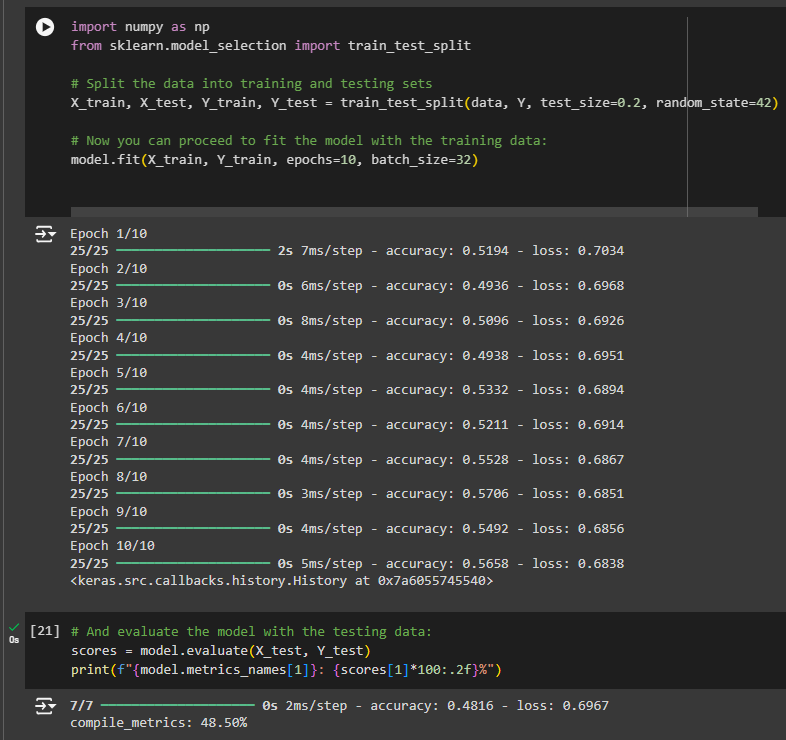 import numpy as np
from sklearn.model_selection import train_test_split
# Split the data into training and testing sets
X_train, X_test, Y_train, Y_test = train_test_split(data, Y, test_size=0.2, random_state=42)
# Now you can proceed to fit the model with the training data:
model.fit(X_train, Y_train, epochs=10, batch_size=32)
Epoch 1/10
25/25 2s 7ms/step - accuracy: 0.5194 - loss: 0.7034
Epoch 2/10
25/25 0s 6ms/step - accuracy: 0.4936 - loss: 0.6968
Epoch 3/10
25/25 0s 8ms/step - accuracy: 0.5096 - loss: 0.6926
Epoch 4/10
25/25 0s 4ms/step - accuracy: 0.4938 - loss: 0.6951
Epoch 5/10
25/25 0s 4ms/step - accuracy: 0.5332 - loss: 0.6894
Epoch 6/10
25/25 0s 4ms/step - accuracy: 0.5211 - loss: 0.6914
Epoch 7/10
25/25 0s 4ms/step - accuracy: 0.5528 - loss: 0.6867
Epoch 8/10
25/25 0s 3ms/step - accuracy: 0.5706 - loss: 0.6851
Epoch 9/10
25/25 0s 4ms/step - accuracy: 0.5492 - loss: 0.6856
Epoch 10/10
25/25 0s 5ms/step - accuracy: 0.5658 - loss: 0.6838
<keras.src.callbacks.history.History at 0x7a6055745540>
[21] # And evaluate the model with the testing data:
0s
scores = model.evaluate(X_test, Y_test)
print(f"{model.metrics_names[1]}: {scores[1]*100:.2f}%")
7/7 0s 2ms/step - accuracy: 0.4816 - loss: 0.6967
compile_metrics: 48.50%